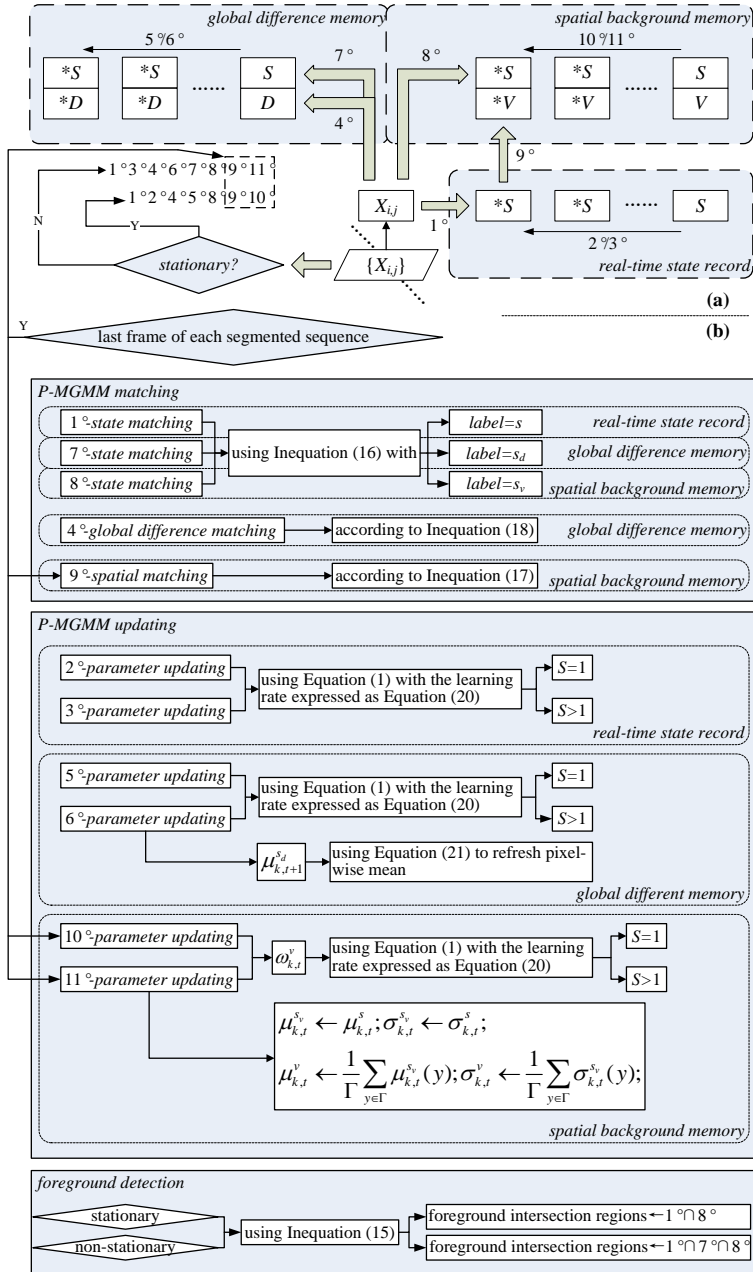 global difference memory
spatial background memory
5°/6°
10°/11°
7°
8°
*S *S ...... S
*D *D ...... D
*S *S ...... S
*V *V ...... V
4°
9°
1°3°4°6°7°8°9°11°
1°2°4°5°8°9°10°
N
Y
X_{i,j}
1°
*S *S ...... S
2°/3°
real-time state record
stationary?
{X_{i,j}}
(a)
(b)
Y
last frame of each segmented sequence
P-MGMM matching
1°-state matching
label=s
real-time state record
7°-state matching
using Inequation (16) with
label=s_d
global difference memory
8°-state matching
label=s_v
spatial background memory
4°-global difference matching
according to Inequation (18)
global difference memory
9°-spatial matching
according to Inequation (17)
spatial background memory
P-MGMM updating
2°-parameter updating
3°-parameter updating
using Equation (1) with the learning
rate expressed as Equation (20)
S=1
S>1
real-time state record
5°-parameter updating
6°-parameter updating
using Equation (1) with the learning
rate expressed as Equation (20)
S=1
S>1
μ^{s_d}_{k,t+1}
using Equation (21) to refresh pixel-
wise mean
global different memory
10°-parameter updating
11°-parameter updating
ω^v_{k,t}
using Equation (1) with the learning
rate expressed as Equation (20)
S=1
S>1
μ^{s_v}_{k,t} ← μ^s_{k,t}; σ^{s_v}_{k,t} ← σ^s_{k,t};
μ^v_{k,t} ← 1/Γ ∑_{y∈Γ} μ^{s_v}_{k,t}(y); σ^v_{k,t} ← 1/Γ ∑_{y∈Γ} σ^{s_v}_{k,t}(y);
spatial background memory
foreground detection
stationary
non-stationary
using Inequation (15)
foreground intersection regions←1°∩8°
foreground intersection regions←1°∩7°∩8°